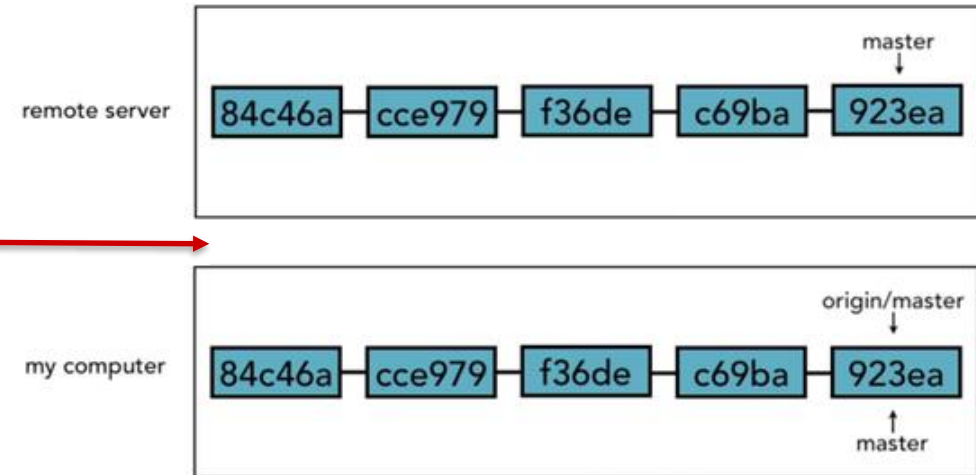 master
remote server
84c46a cce979 f36de c69ba 923ea
origin/master
my computer
84c46a cce979 f36de c69ba 923ea
master